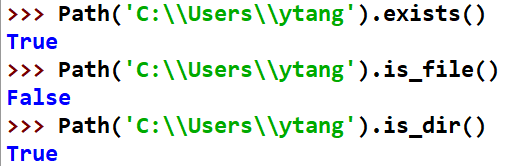 >>> Path('C:\\Users\\ytang').exists()
True
>>> Path('C:\\Users\\ytang').is_file()
False
>>> Path('C:\\Users\\ytang').is_dir()
True